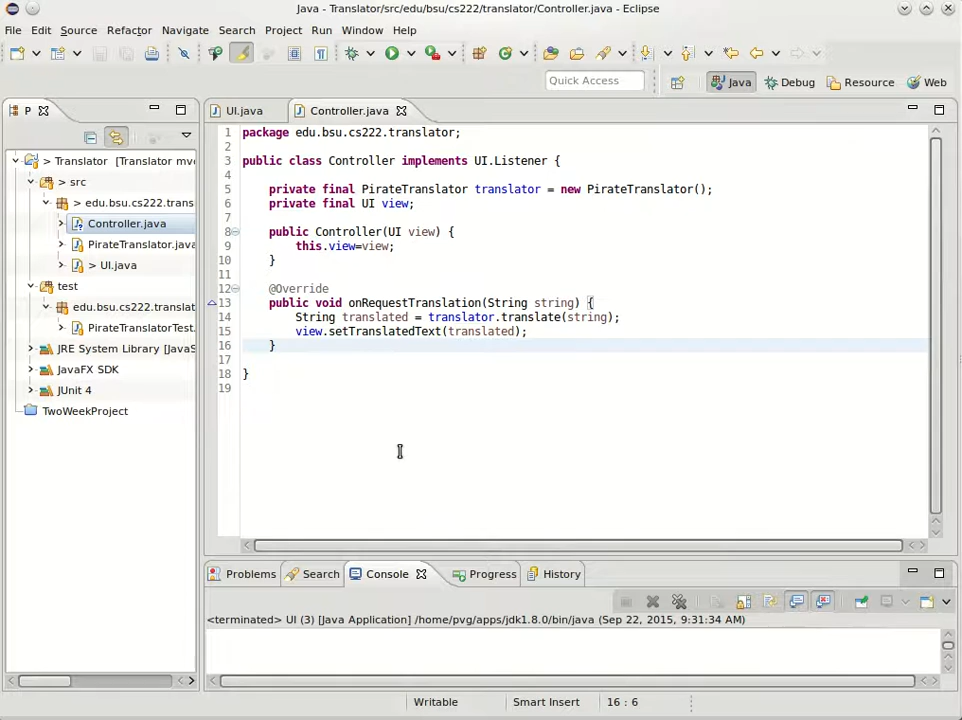 Java - Translator/src/edu/bsu/cs222/translator/Controller.java - Eclipse
File Edit Source Refactor Navigate Search Project Run Window Help
Quick Access
Java Debug Resource Web
P
> Translator [Translator mvc
> src
> edu.bsu.cs222.trans
Controller.java
PirateTranslator.java
> UI.java
test
edu.bsu.cs222.translat
PirateTranslatorTest.
JRE System Library [JavaS
JavaFX SDK
JUnit 4
TwoWeekProject
UI.java Controller.java
1 package edu.bsu.cs222.translator;
2
3 public class Controller implements UI.Listener {
4
5 private final PirateTranslator translator = new PirateTranslator();
6 private final UI view;
7
8 public Controller(UI view) {
9 this.view=view;
10 }
11
12 @Override
13 public void onRequestTranslation(String string) {
14 String translated = translator.translate(string);
15 view.setTranslatedText(translated);
16 }
17
18 }
19
Problems Search Console Progress History
<terminated> UI (3) [Java Application] /home/pvg/apps/jdk1.8.0/bin/java (Sep 22, 2015, 9:31:34 AM)
Writable Smart Insert 16 : 6